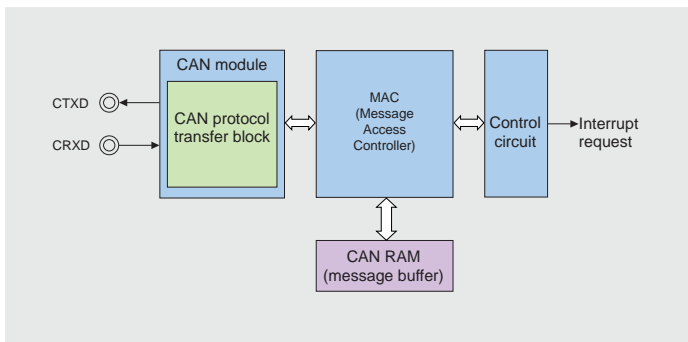 CAN module
CTXD
CRXD
CAN protocol
transfer block
MAC
(Message
Access
Controller)
Control
circuit
Interrupt
request
CAN RAM
(message buffer)